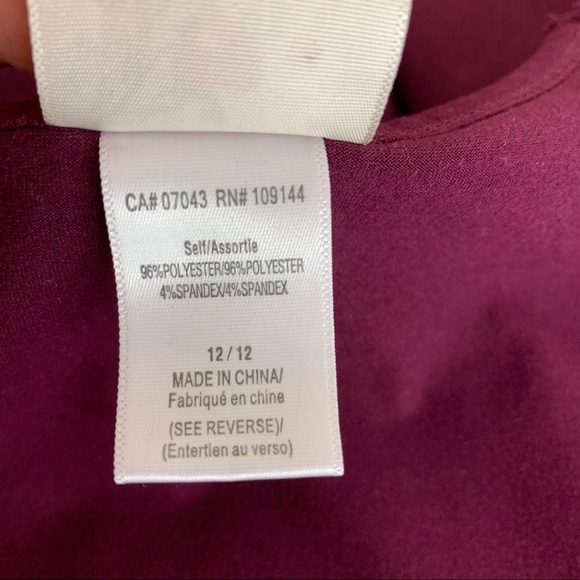 CA# 07043 RN# 109144
Self/Assortie
96%POLYESTER/96%POLYESTER
4%SPANDEX/4%SPANDEX
12 / 12
MADE IN CHINA/
Fabriqué en chine
(SEE REVERSE)/
(Entertien au verso)